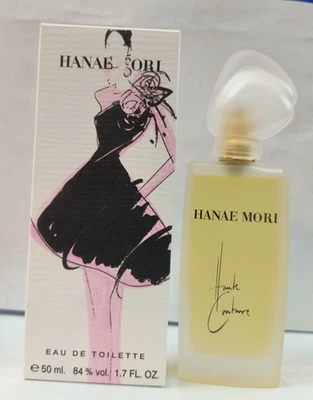 HANAE MORI
EAU DE TOILETTE
e 50 ml. 84 % vol. 1.7 FL. OZ.
HANAE MORI
Haute
Couture